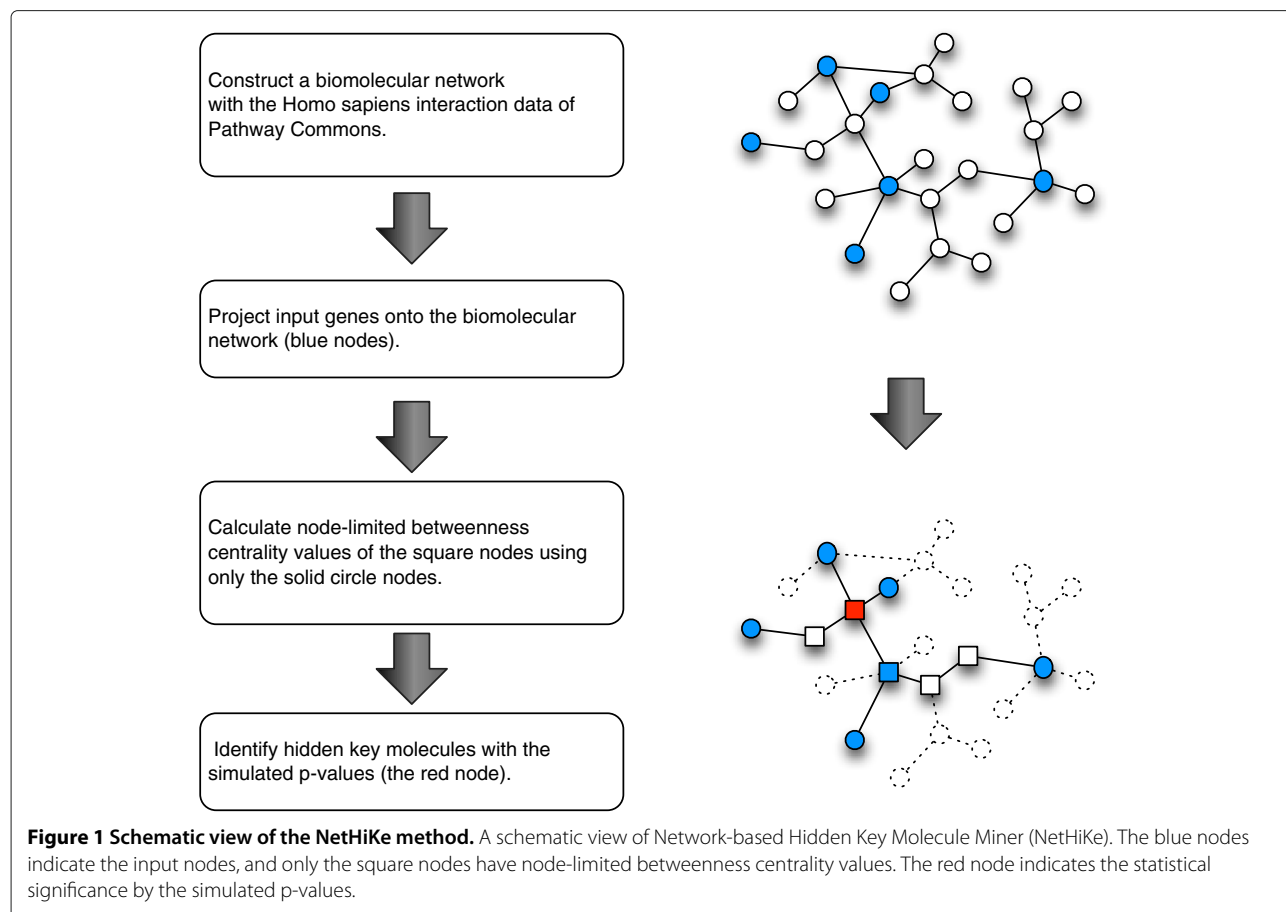 Construct a biomolecular network
with the Homo sapiens interaction data of
Pathway Commons.
Project input genes onto the biomolecular
network (blue nodes).
Calculate node-limited betweenness
centrality values of the square nodes using
only the solid circle nodes.
Identify hidden key molecules with the
simulated p-values (the red node).
Figure 1 Schematic view of the NetHiKe method. A schematic view of Network-based Hidden Key Molecule Miner (NetHiKe). The blue nodes
indicate the input nodes, and only the square nodes have node-limited betweenness centrality values. The red node indicates the statistical
significance by the simulated p-values.